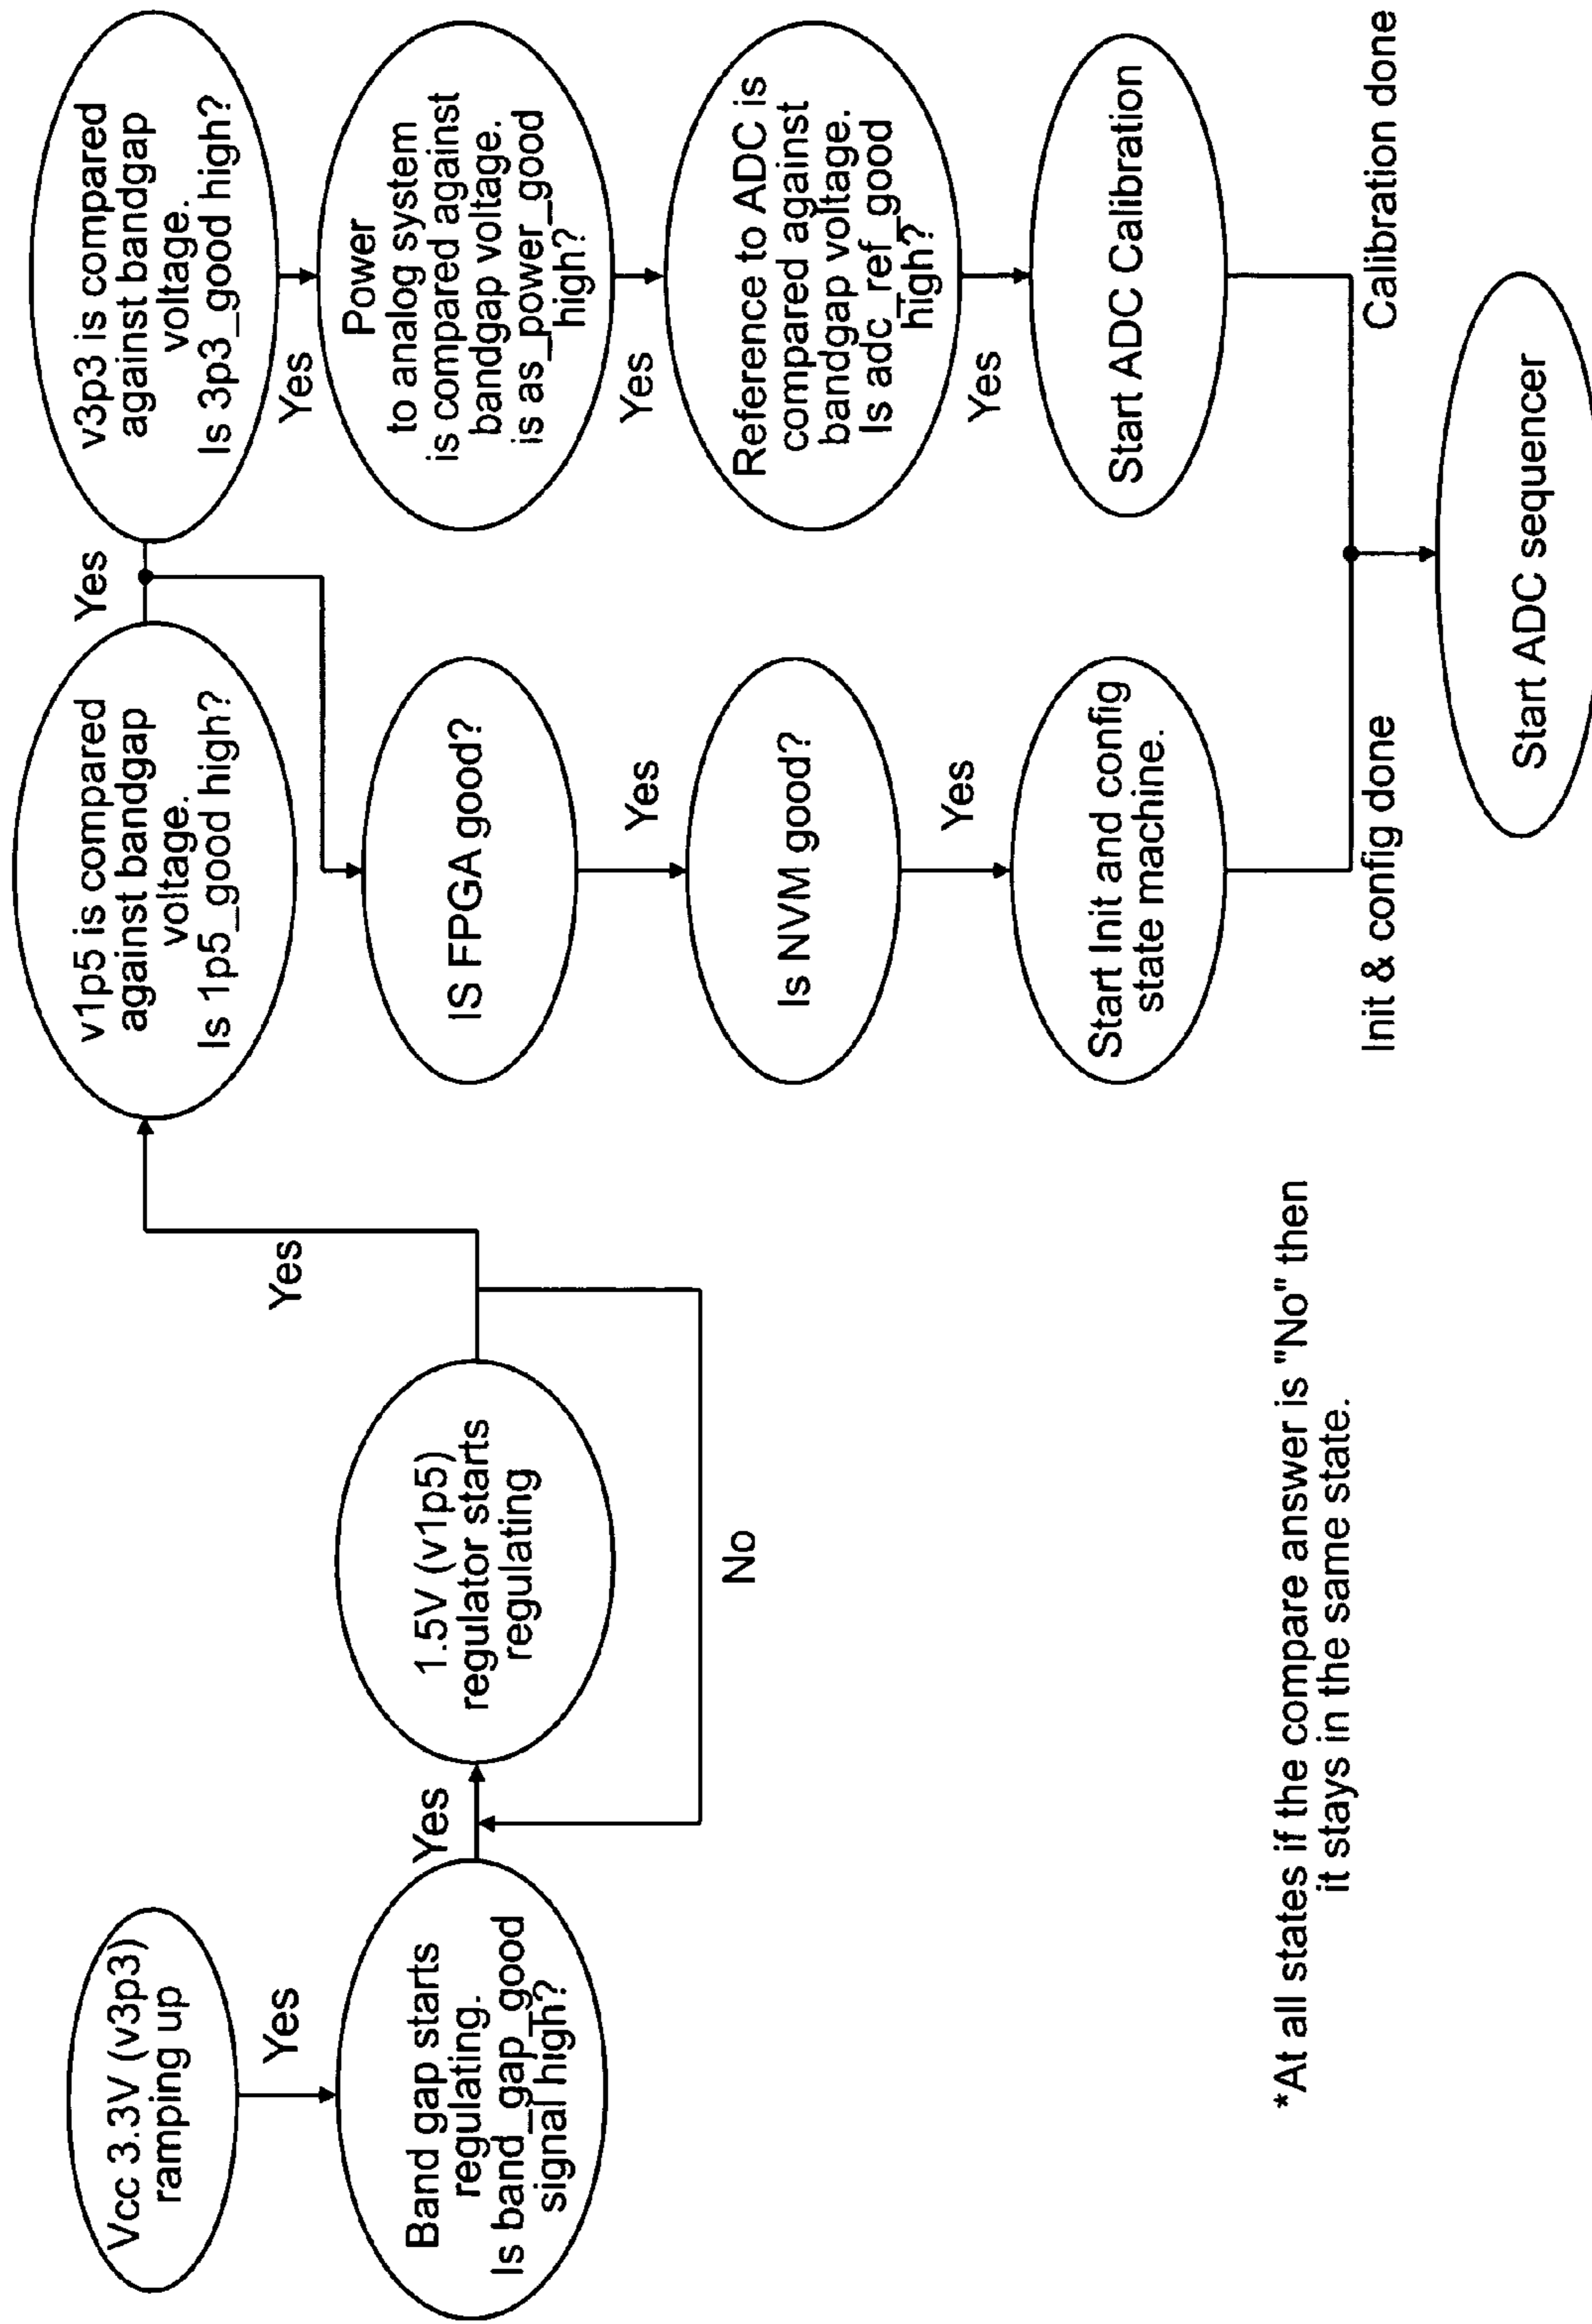 Vcc 3.3V (v3p3)
ramping up
Yes
Band gap starts
regulating.
Is band_gap_good
signal high?
Yes
1.5V (v1p5)
regulator starts
regulating
No
Yes
v1p5 is compared
against bandgap
voltage.
Is 1p5_good high?
Yes
IS FPGA good?
Yes
Is NVM good?
Yes
Start Init and config
state machine.
Init & config done
v3p3 is compared
against bandgap
voltage.
Is 3p3_good high?
Yes
Power
to analog system
is compared against
bandgap voltage.
is as_power_good
high?
Yes
Reference to ADC is
compared against
bandgap voltage.
Is adc_ref_good
high?
Yes
Start ADC Calibration
Calibration done
Start ADC sequencer
*At all states if the compare answer is "No" then
it stays in the same state.